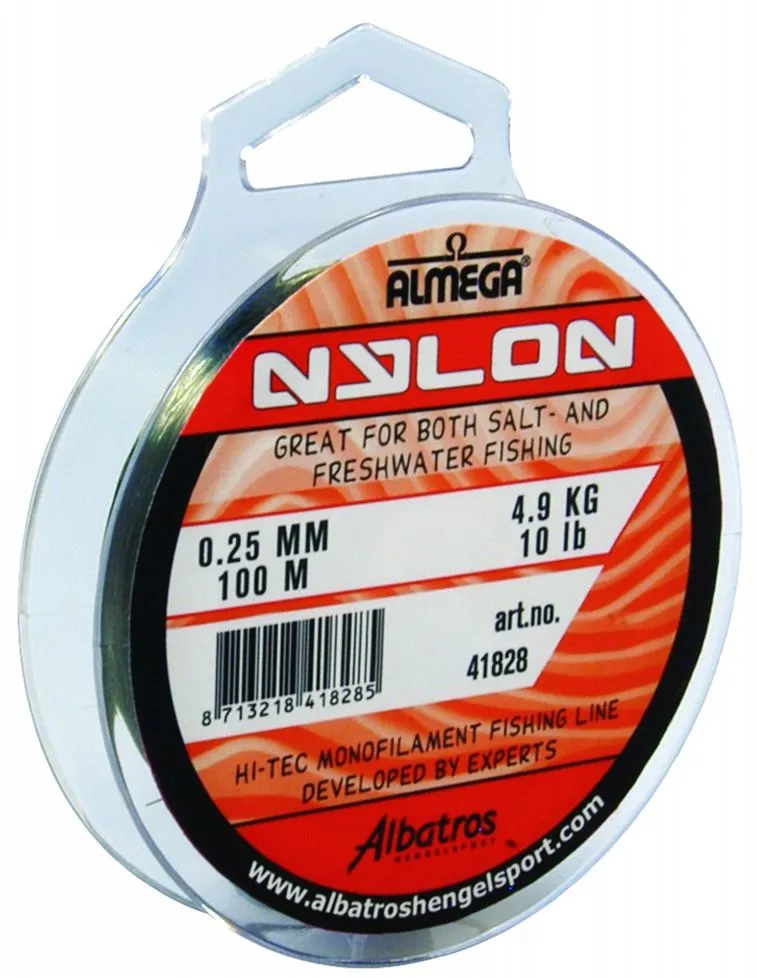 ALMEGA®
NYLON
GREAT FOR BOTH SALT- AND
FRESHWATER FISHING
0.25 MM
100 M
4.9 KG
10 lb
art.no.
41828
8 713218 418285
HI-TEC MONOFILAMENT FISHING LINE
DEVELOPED BY EXPERTS
Albatros
HENGELSPORT
www.albatroshengelsport.com